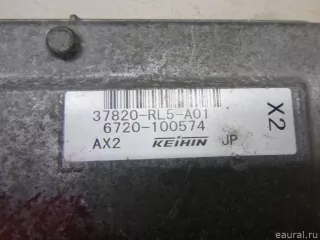 37820-RL5-A01
6720-100574
AX2 KEIHIN JP
X2
© eaural.ru